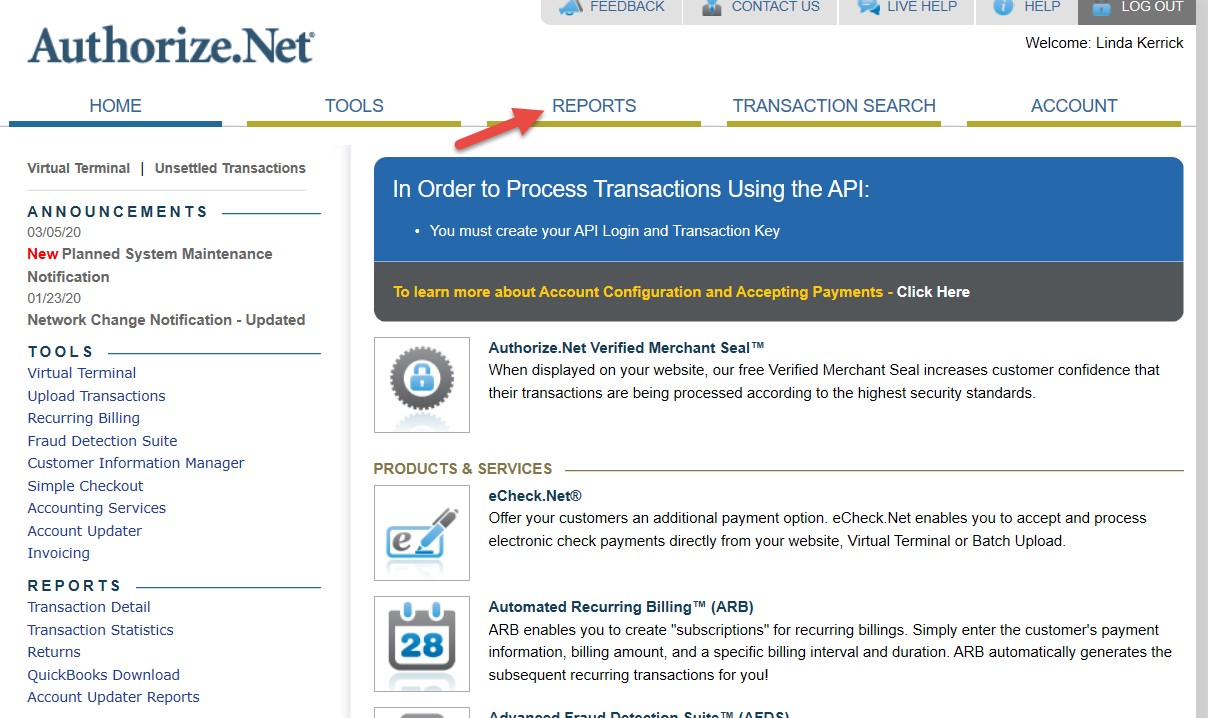 FEEDBACK CONTACT US LIVE HELP HELP LOG OUT
Authorize.Net
Welcome: Linda Kerrick
HOME TOOLS REPORTS TRANSACTION SEARCH ACCOUNT
Virtual Terminal | Unsettled Transactions
ANNOUNCEMENTS
03/05/20
New Planned System Maintenance
Notification
01/23/20
Network Change Notification - Updated
TOOLS
Virtual Terminal
Upload Transactions
Recurring Billing
Fraud Detection Suite
Customer Information Manager
Simple Checkout
Accounting Services
Account Updater
Invoicing
REPORTS
Transaction Detail
Transaction Statistics
Returns
QuickBooks Download
Account Updater Reports
In Order to Process Transactions Using the API:
• You must create your API Login and Transaction Key
To learn more about Account Configuration and Accepting Payments - Click Here
Authorize.Net Verified Merchant Seal™
When displayed on your website, our free Verified Merchant Seal increases customer confidence that
their transactions are being processed according to the highest security standards.
PRODUCTS & SERVICES
e
eCheck.Net®
Offer your customers an additional payment option. eCheck.Net enables you to accept and process
electronic check payments directly from your website, Virtual Terminal or Batch Upload.
28
Automated Recurring Billing™ (ARB)
ARB enables you to create "subscriptions" for recurring billings. Simply enter the customer's payment
information, billing amount, and a specific billing interval and duration. ARB automatically generates the
subsequent recurring transactions for you!
Advanced Fraud Detection Suite™ (AFDS)